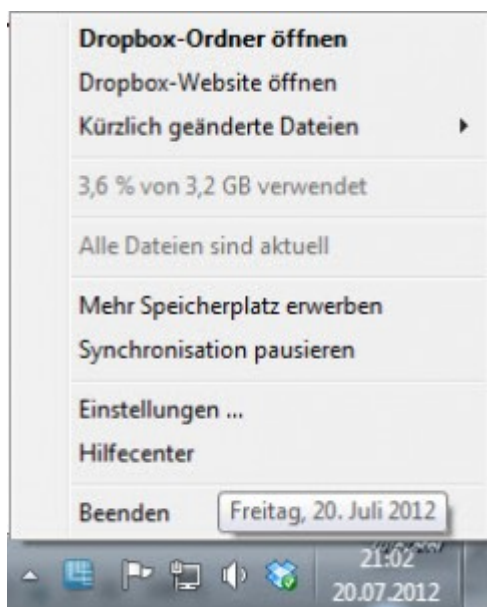 Dropbox-Ordner öffnen
Dropbox-Website öffnen
Kürzlich geänderte Dateien
3,6 % von 3,2 GB verwendet
Alle Dateien sind aktuell
Mehr Speicherplatz erwerben
Synchronisation pausieren
Einstellungen ...
Hilfecenter
Beenden
Freitag, 20. Juli 2012
21:02
20.07.2012